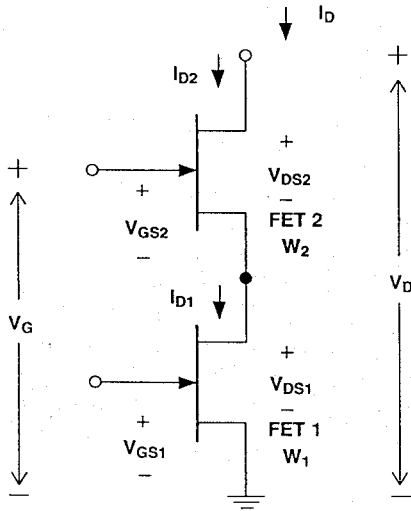 I_D
I_D2
+
+
+
+
V_DS2
−
FET 2
W_2
V_GS2
−
V_G
V_D
I_D1
+
V_DS1
−
FET 1
W_1
+
V_GS1
−
−
−